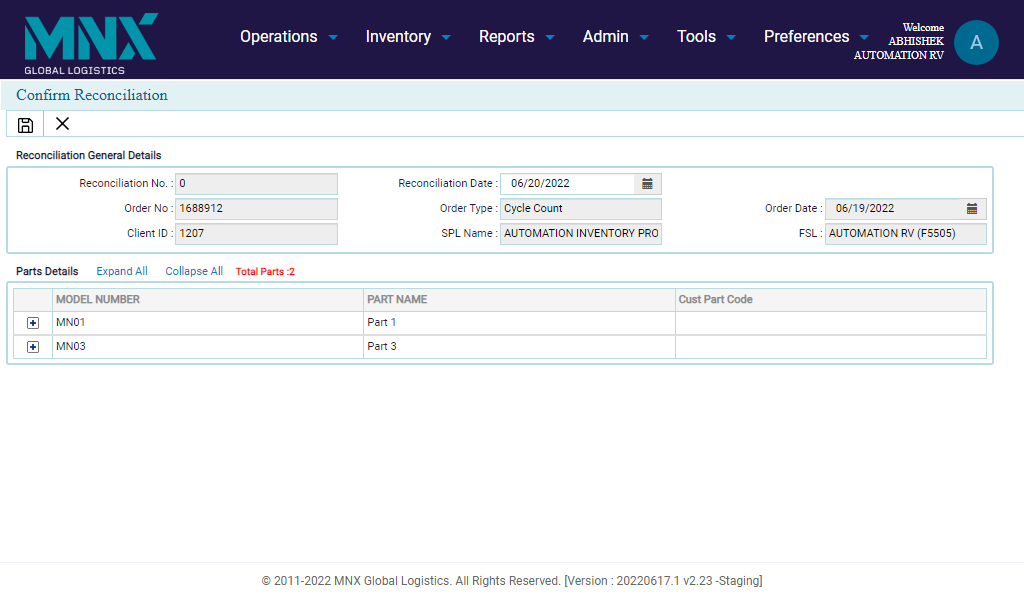 MNX
GLOBAL LOGISTICS
Operations Inventory Reports Admin Tools Preferences
Welcome
ABHISHEK
AUTOMATION RV
A
Confirm Reconciliation
Reconciliation General Details
Reconciliation No. : 0 Reconciliation Date : 06/20/2022
Order No : 1688912 Order Type : Cycle Count Order Date : 06/19/2022
Client ID : 1207 SPL Name : AUTOMATION INVENTORY PRO FSL : AUTOMATION RV (F5505)
Parts Details Expand All Collapse All Total Parts :2
MODEL NUMBER PART NAME Cust Part Code
MN01 Part 1
MN03 Part 3
© 2011-2022 MNX Global Logistics. All Rights Reserved. [Version : 20220617.1 v2.23 -Staging]